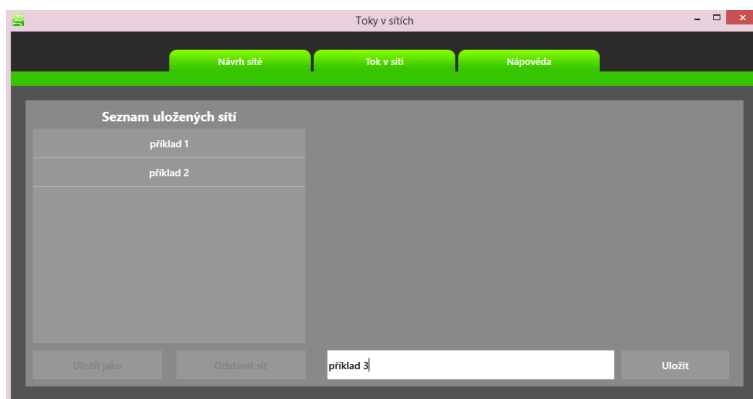 Toky v sítích
Návrh sítě
Tok v síti
Nápověda
Seznam uložených sítí
příklad 1
příklad 2
Uložit jako
Odstanit síť
příklad 3
Uložit